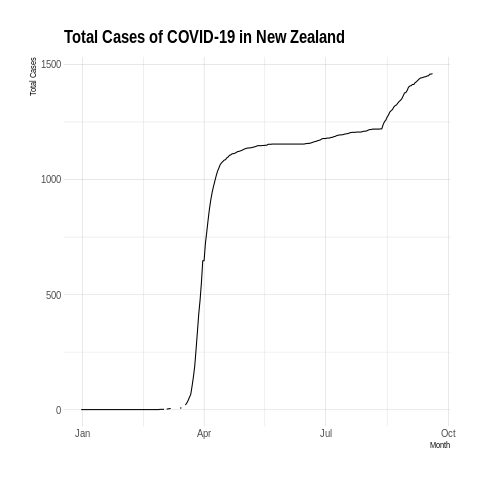 Total Cases of COVID-19 in New Zealand
Total Cases
1500
1000
500
0
Jan Apr Jul Oct
Month